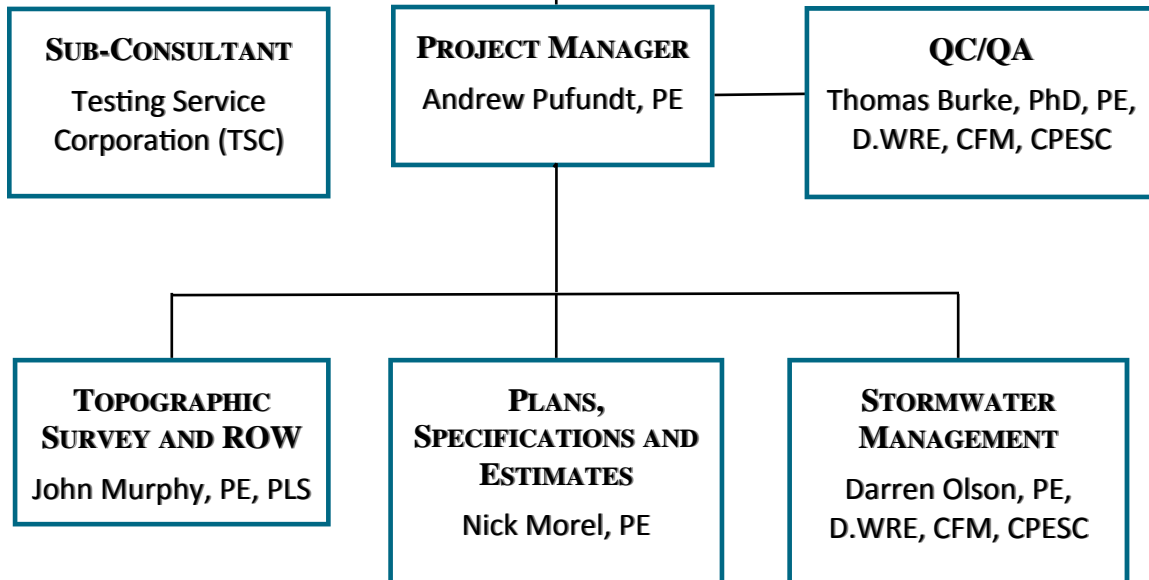 SUB-CONSULTANT
Testing Service
Corporation (TSC)
PROJECT MANAGER
Andrew Pufundt, PE
QC/QA
Thomas Burke, PhD, PE,
D.WRE, CFM, CPESC
TOPOGRAPHIC
SURVEY AND ROW
John Murphy, PE, PLS
PLANS,
SPECIFICATIONS AND
ESTIMATES
Nick Morel, PE
STORMWATER
MANAGEMENT
Darren Olson, PE,
D.WRE, CFM, CPESC